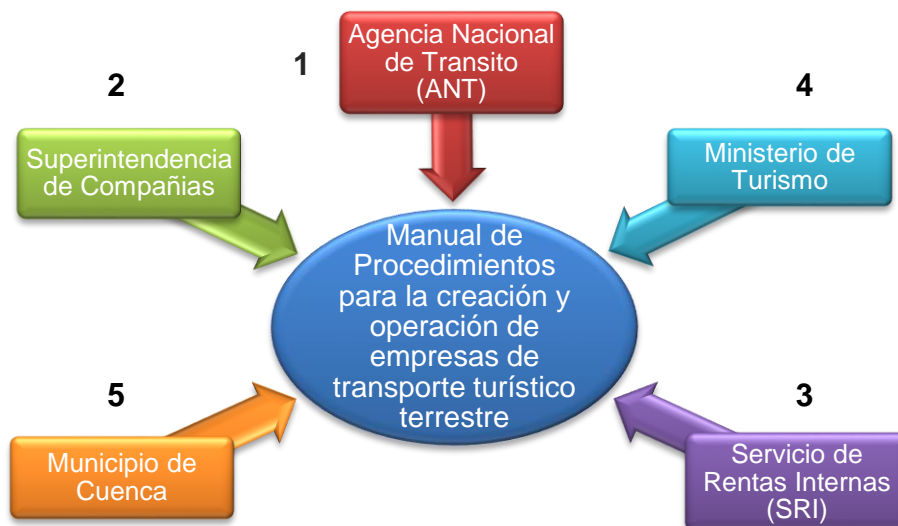 1
Agencia Nacional
de Transito
(ANT)
2
Superintendencia
de Compañias
4
Ministerio de
Turismo
Manual de
Procedimientos
para la creación y
operación de
empresas de
transporte turístico
terrestre
5
Municipio de
Cuenca
3
Servicio de
Rentas Internas
(SRI)